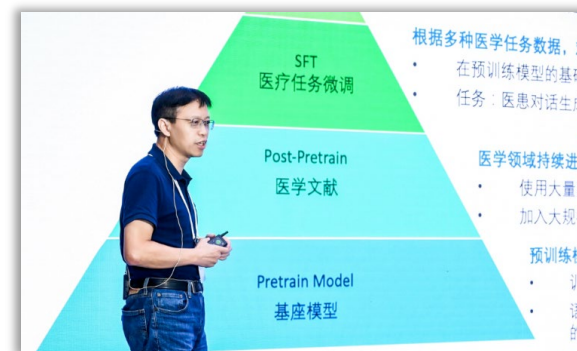 SFT
医疗任务微调
Post-Pretrain
医学文献
Pretrain Model
基座模型
根据多种医学任务数据，
• 在预训练模型的基础
• 任务：医患对话生成
医学领域持续进
• 使用大量
• 加入大规
预训练模